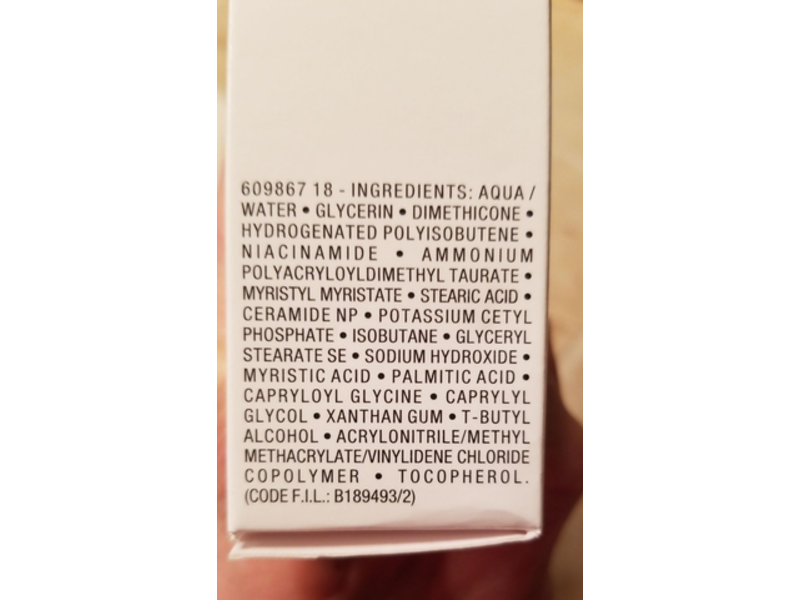 609867 18 - INGREDIENTS: AQUA /
WATER • GLYCERIN • DIMETHICONE •
HYDROGENATED POLYISOBUTENE •
NIACINAMIDE • AMMONIUM
POLYACRYLOYLDIMETHYL TAURATE •
MYRISTYL MYRISTATE • STEARIC ACID •
CERAMIDE NP • POTASSIUM CETYL
PHOSPHATE • ISOBUTANE • GLYCERYL
STEARATE SE • SODIUM HYDROXIDE •
MYRISTIC ACID • PALMITIC ACID •
CAPRYLOYL GLYCINE • CAPRYLYL
GLYCOL • XANTHAN GUM • T-BUTYL
ALCOHOL • ACRYLONITRILE/METHYL
METHACRYLATE/VINYLIDENE CHLORIDE
COPOLYMER • TOCOPHEROL.
(CODE F.I.L.: B189493/2)